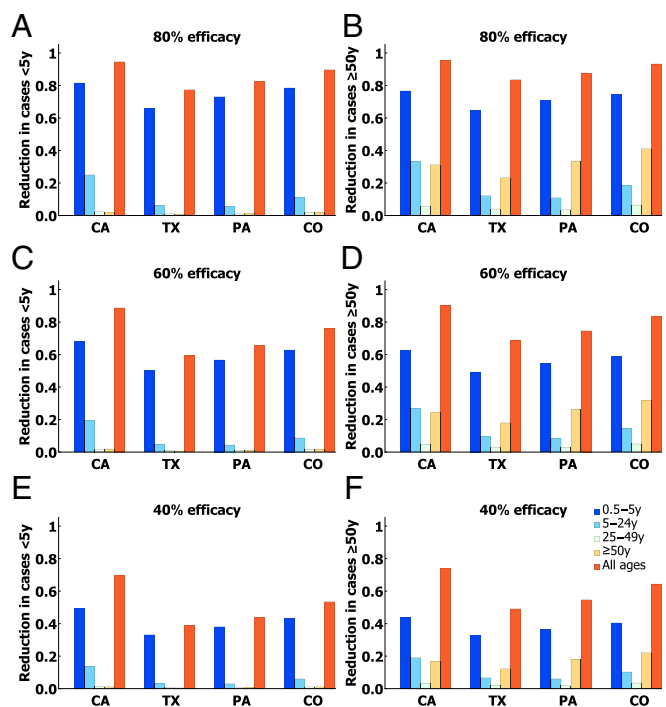 A
80% efficacy
Reduction in cases <5y
1
0.8
0.6
0.4
0.2
0.0
CA TX PA CO
B
80% efficacy
Reduction in cases ≥50y
1
0.8
0.6
0.4
0.2
0.0
CA TX PA CO
C
60% efficacy
Reduction in cases <5y
1
0.8
0.6
0.4
0.2
0.0
CA TX PA CO
D
60% efficacy
Reduction in cases ≥50y
1
0.8
0.6
0.4
0.2
0.0
CA TX PA CO
E
40% efficacy
Reduction in cases <5y
1
0.8
0.6
0.4
0.2
0.0
CA TX PA CO
F
40% efficacy
Reduction in cases ≥50y
1
0.8
0.6
0.4
0.2
0.0
CA TX PA CO
0.5–5y
5–24y
25–49y
≥50y
All ages